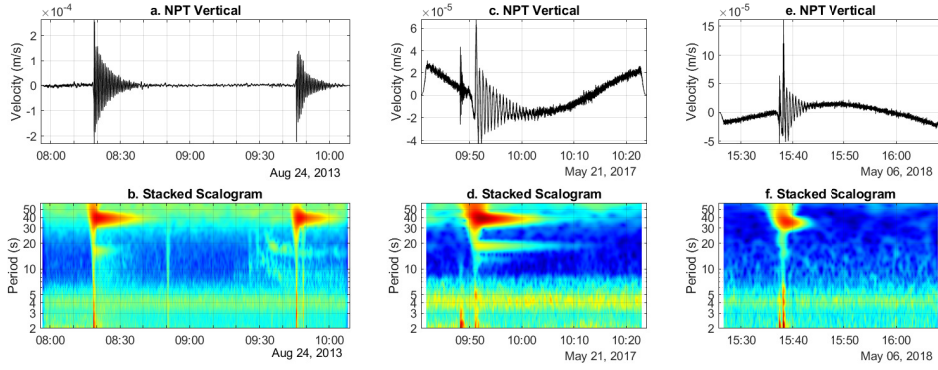 a. NPT Vertical
×10⁻⁴
Velocity (m/s)
2
1
0
-1
-2
08:00 08:30 09:00 09:30 10:00
Aug 24, 2013
c. NPT Vertical
×10⁻⁵
Velocity (m/s)
6
4
2
0
-2
-4
09:50 10:00 10:10 10:20
May 21, 2017
e. NPT Vertical
×10⁻⁵
Velocity (m/s)
15
10
5
0
-5
15:30 15:40 15:50 16:00
May 06, 2018
b. Stacked Scalogram
Period (s)
50
40
30
20
10
5
4
3
2
08:00 08:30 09:00 09:30 10:00
Aug 24, 2013
d. Stacked Scalogram
Period (s)
50
40
30
20
10
5
4
3
2
09:50 10:00 10:10 10:20
May 21, 2017
f. Stacked Scalogram
Period (s)
50
40
30
20
10
5
4
3
2
15:30 15:40 15:50 16:00
May 06, 2018